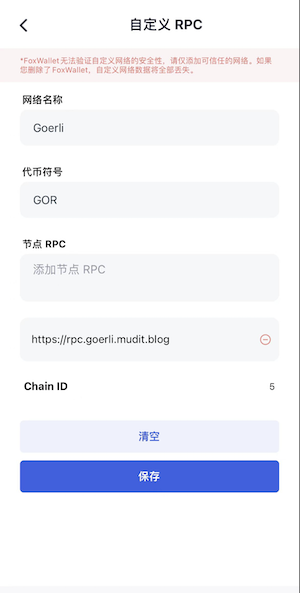 自定义 RPC
*FoxWallet无法验证自定义网络的安全性，请仅添加可信任的网络。如果
您删除了FoxWallet，自定义网络数据将全部丢失。
网络名称
Goerli
代币符号
GOR
节点 RPC
添加节点 RPC
https://rpc.goerli.mudit.blog
Chain ID 5
清空
保存